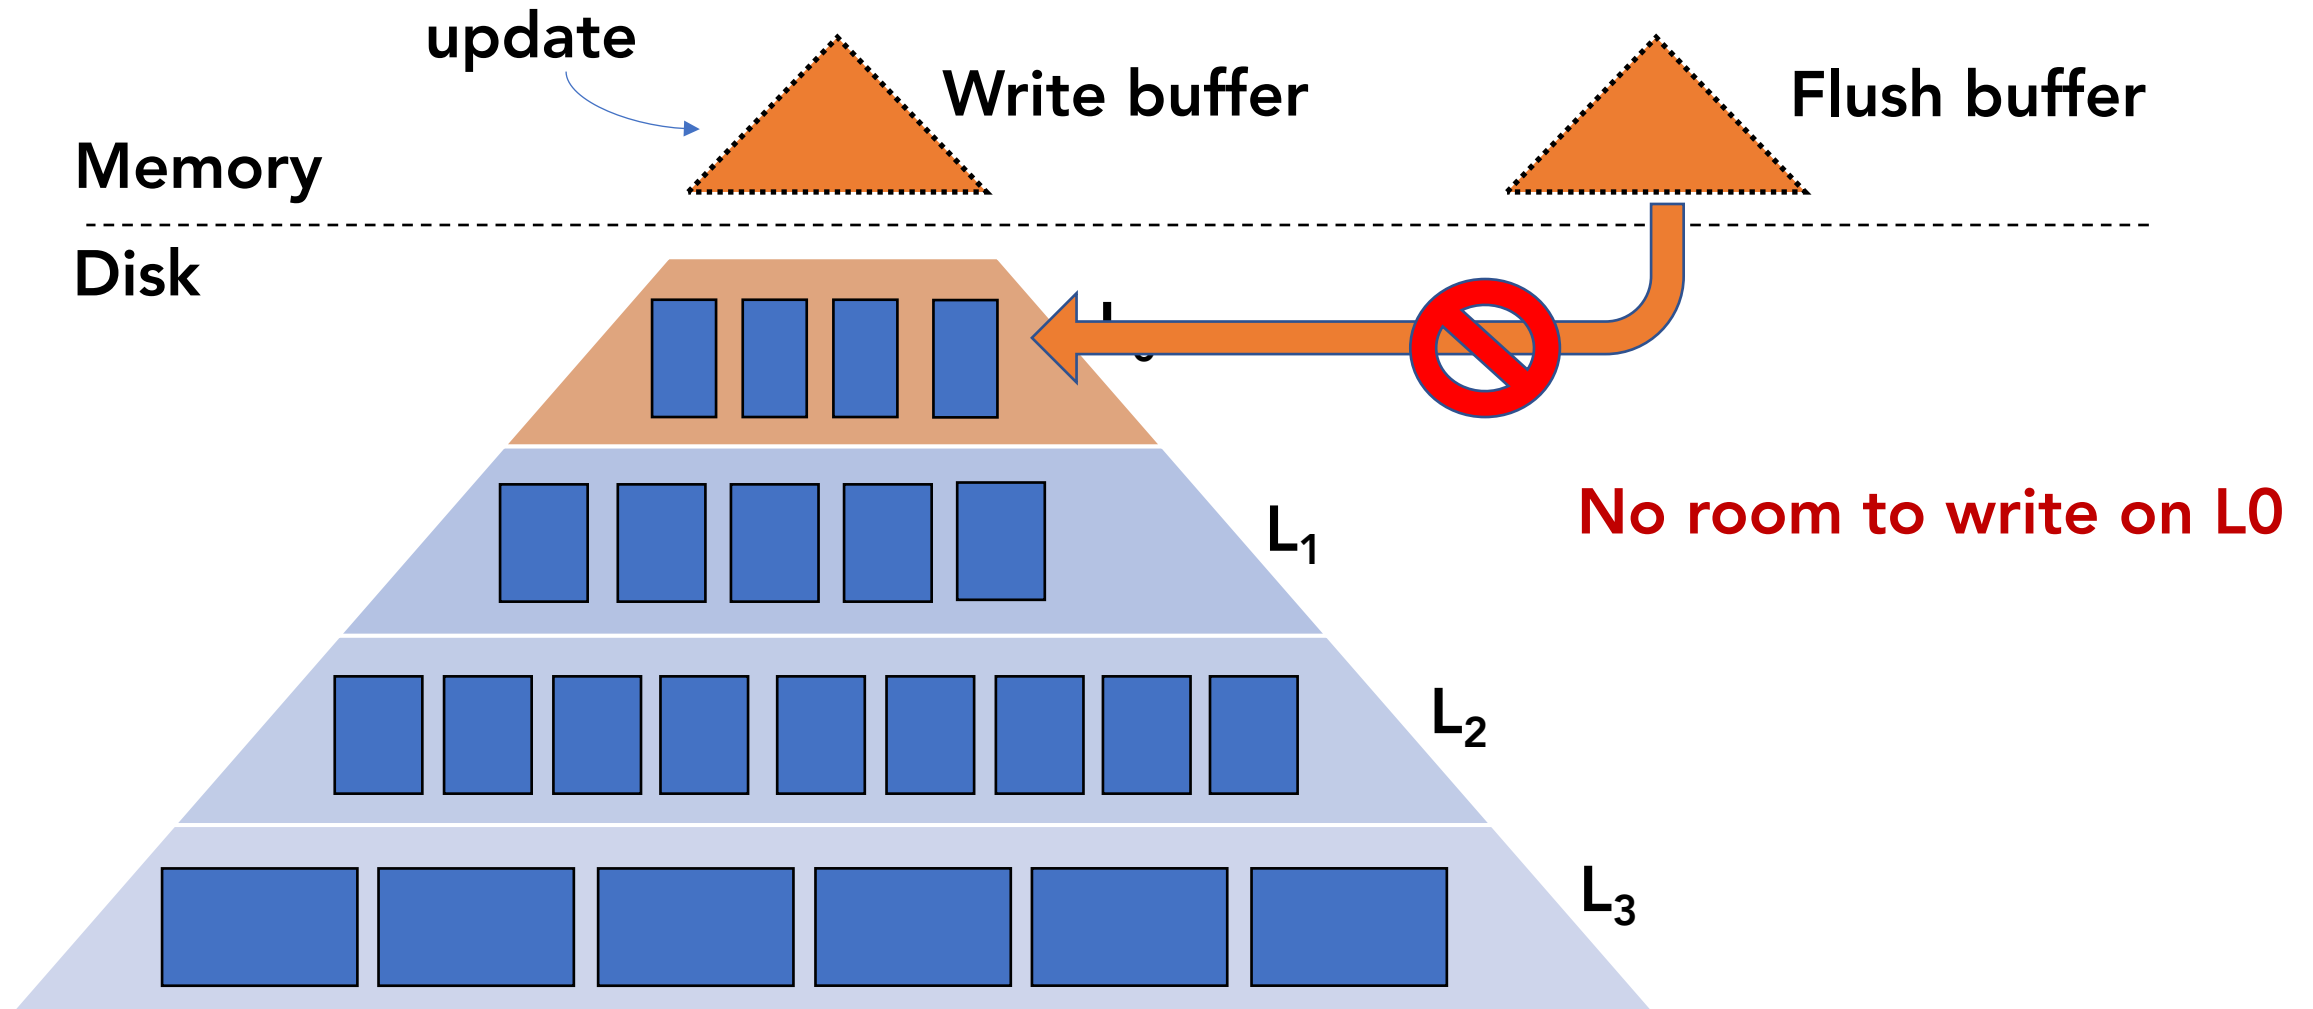 update
Write buffer
Flush buffer
Memory
Disk
L₁
No room to write on L0
L₂
L₃